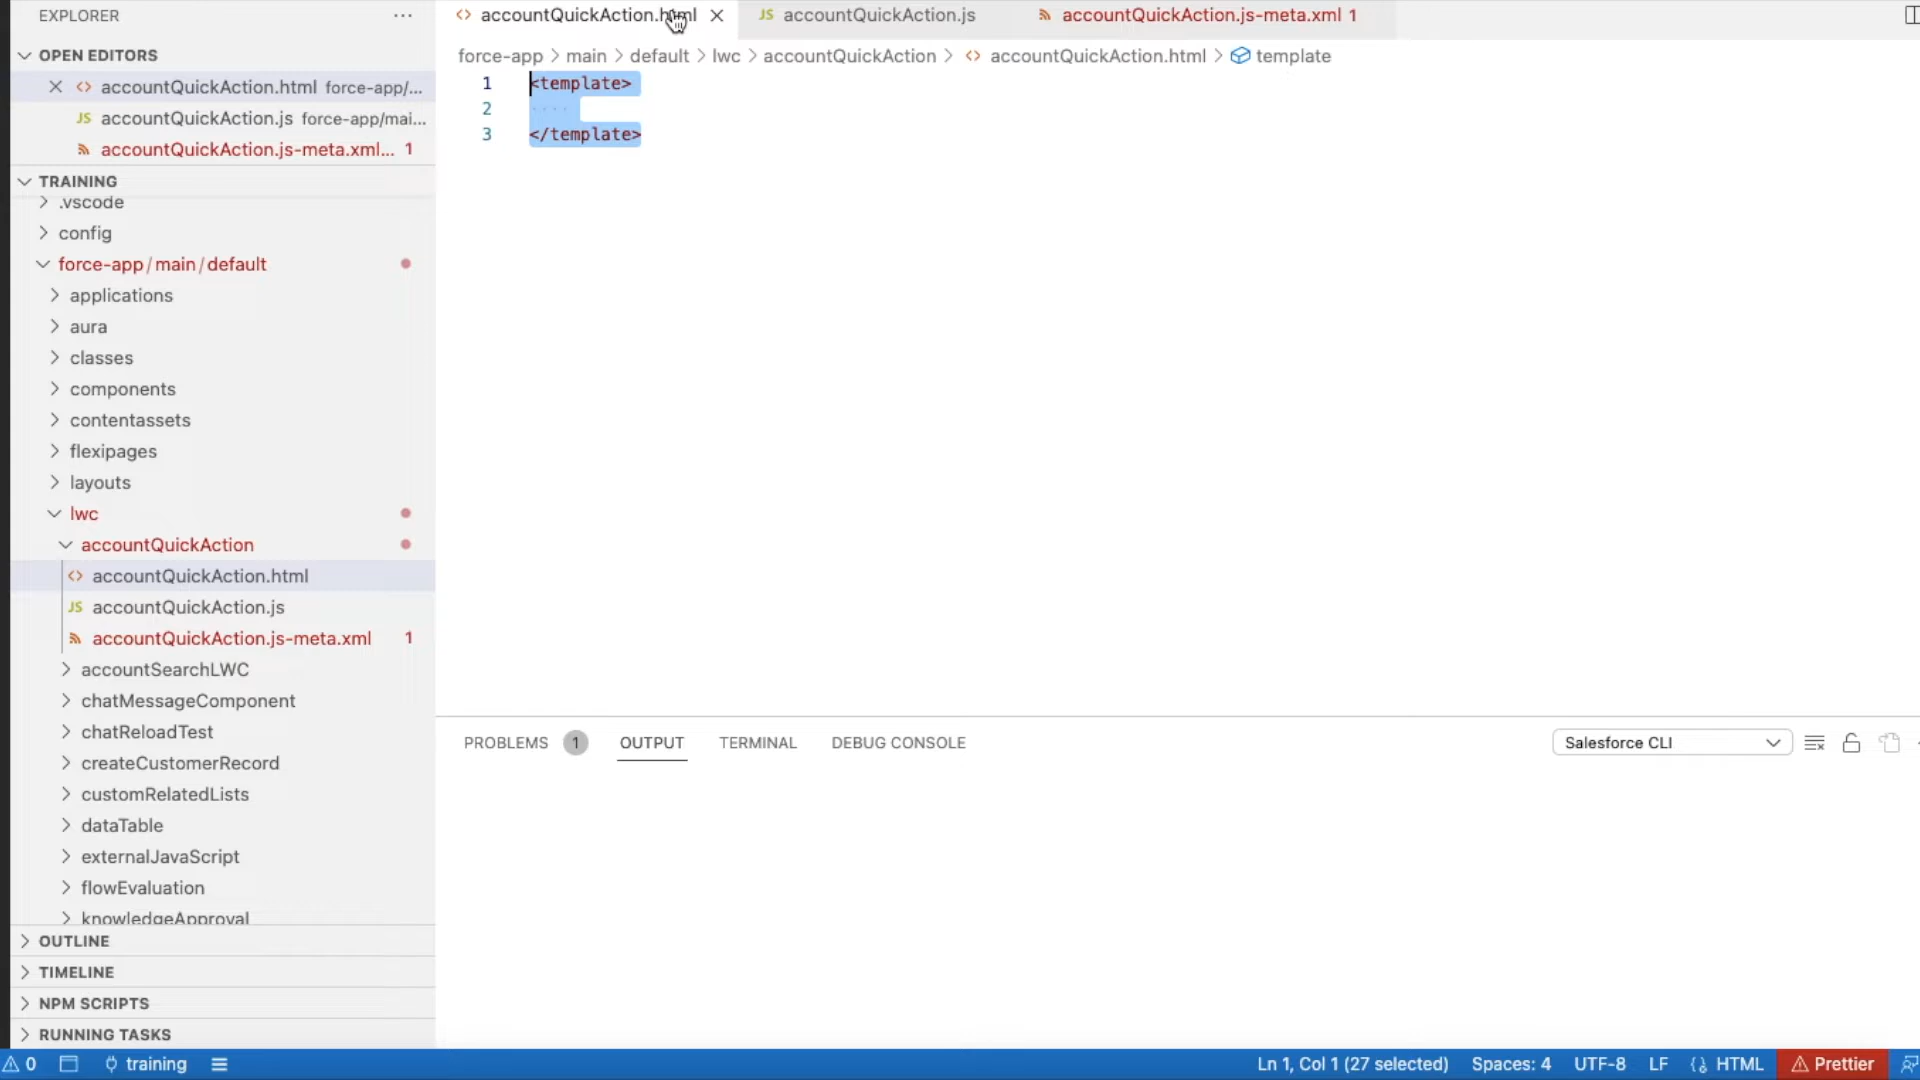 EXPLORER
OPEN EDITORS
accountQuickAction.html force-app/...
JS accountQuickAction.js force-app/mai...
accountQuickAction.js-meta.xml... 1
TRAINING
.vscode
config
force-app/main/default
applications
aura
classes
components
contentassets
flexipages
layouts
lwc
accountQuickAction
accountQuickAction.html
JS accountQuickAction.js
accountQuickAction.js-meta.xml 1
accountSearchLWC
chatMessageComponent
chatReloadTest
createCustomerRecord
customRelatedLists
dataTable
externalJavaScript
flowEvaluation
knowledgeApproval
OUTLINE
TIMELINE
NPM SCRIPTS
RUNNING TASKS
accountQuickAction.html JS accountQuickAction.js accountQuickAction.js-meta.xml 1
force-app > main > default > lwc > accountQuickAction > accountQuickAction.html > template
1 <template>
2
3 </template>
PROBLEMS 1 OUTPUT TERMINAL DEBUG CONSOLE Salesforce CLI
0 training Ln 1, Col 1 (27 selected) Spaces: 4 UTF-8 LF HTML Prettier